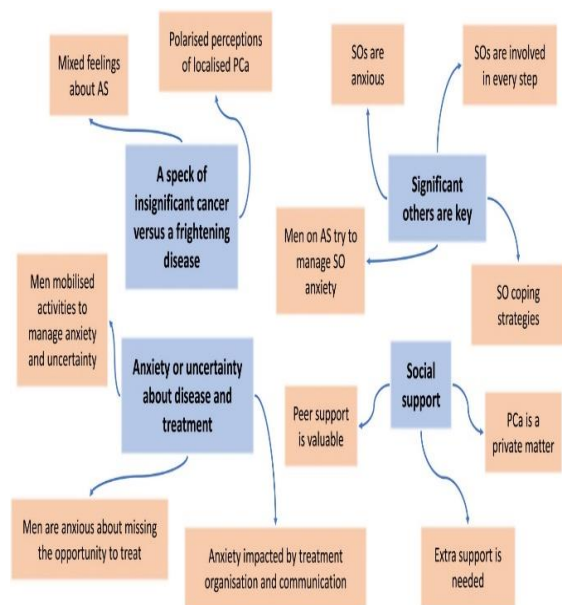 Mixed feelings
about AS
Polarised perceptions
of localised PCa
A speck of
insignificant cancer
versus a frightening
disease
SOs are
anxious
SOs are involved
in every step
Significant
others are key
Men on AS try to
manage SO
anxiety
SO coping
strategies
Men mobilised
activities to
manage anxiety
and uncertainty
Anxiety or uncertainty
about disease and
treatment
Men are anxious about missing
the opportunity to treat
Anxiety impacted by treatment
organisation and communication
Social
support
Peer support
is valuable
PCa is a
private matter
Extra support is
needed